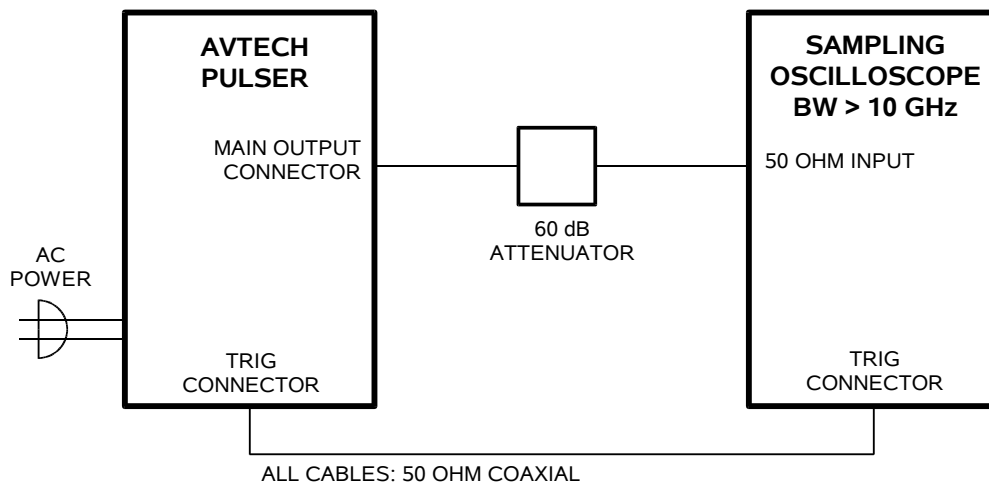 AVTECH
PULSER
MAIN OUTPUT
CONNECTOR
AC
POWER
TRIG
CONNECTOR
60 dB
ATTENUATOR
SAMPLING
OSCILLOSCOPE
BW > 10 GHz
50 OHM INPUT
TRIG
CONNECTOR
ALL CABLES: 50 OHM COAXIAL